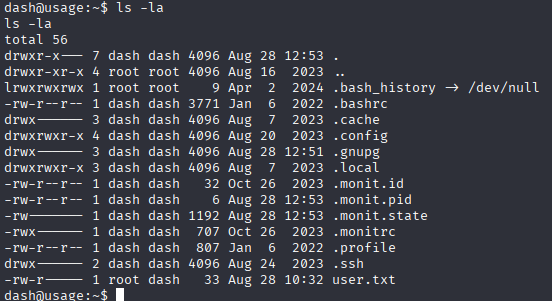 dash@usage:~$ ls -la
ls -la
total 56
drwxr-x--- 7 dash dash 4096 Aug 28 12:53 .
drwxr-xr-x 4 root root 4096 Aug 16  2023 ..
lrwxrwxrwx 1 root root    9 Apr  2  2024 .bash_history -> /dev/null
-rw-r--r-- 1 dash dash 3771 Jan  6  2022 .bashrc
drwx------ 3 dash dash 4096 Aug  7  2023 .cache
drwxrwxr-x 4 dash dash 4096 Aug 20  2023 .config
drwx------ 3 dash dash 4096 Aug 28 12:51 .gnupg
drwxrwxr-x 3 dash dash 4096 Aug  7  2023 .local
-rw-r--r-- 1 dash dash   32 Oct 26  2023 .monit.id
-rw-r--r-- 1 dash dash    6 Aug 28 12:53 .monit.pid
-rw------- 1 dash dash 1192 Aug 28 12:53 .monit.state
-rwx------ 1 dash dash  707 Oct 26  2023 .monitrc
-rw-r--r-- 1 dash dash  807 Jan  6  2022 .profile
drwx------ 2 dash dash 4096 Aug 24  2023 .ssh
-rw-r----- 1 root dash   33 Aug 28 10:32 user.txt
dash@usage:~$